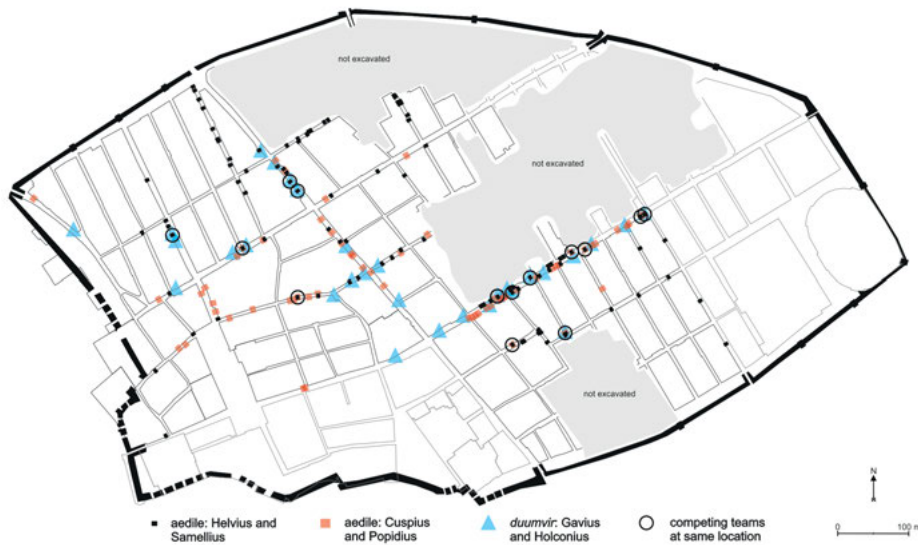 not excavated
not excavated
not excavated
N
aedile: Helvius and
Samellius
aedile: Cuspius
and Popidius
duumvir: Gavius
and Holconius
competing teams
at same location
0 100 m